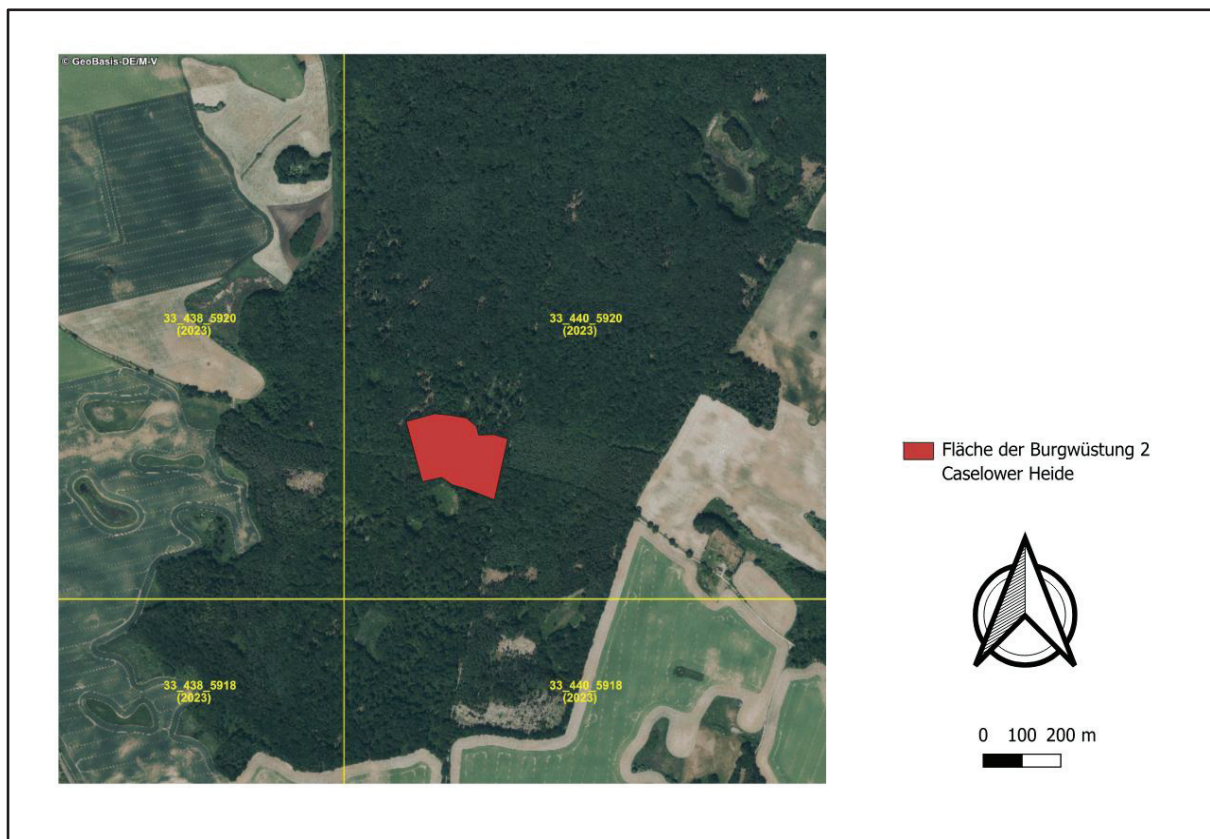 © GeoBasis-DE/M-V
33_438_5920
(2023)
33_440_5920
(2023)
33_438_5918
(2023)
33_440_5918
(2023)
Fläche der Burgwüstung 2
Caselower Heide
0 100 200 m